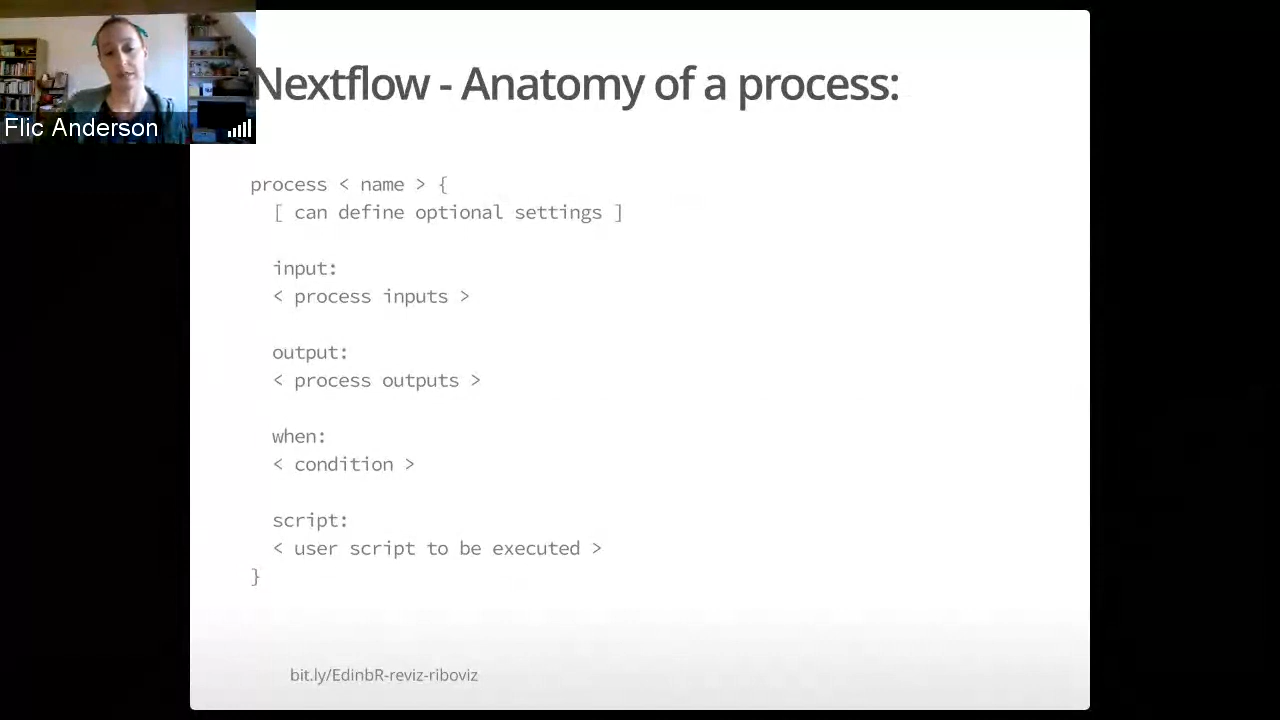 Nextflow - Anatomy of a process:
Flic Anderson
process < name > {
[ can define optional settings ]
input:
< process inputs >
output:
< process outputs >
when:
< condition >
script:
< user script to be executed >
}
bit.ly/EdinbR-reviz-riboviz